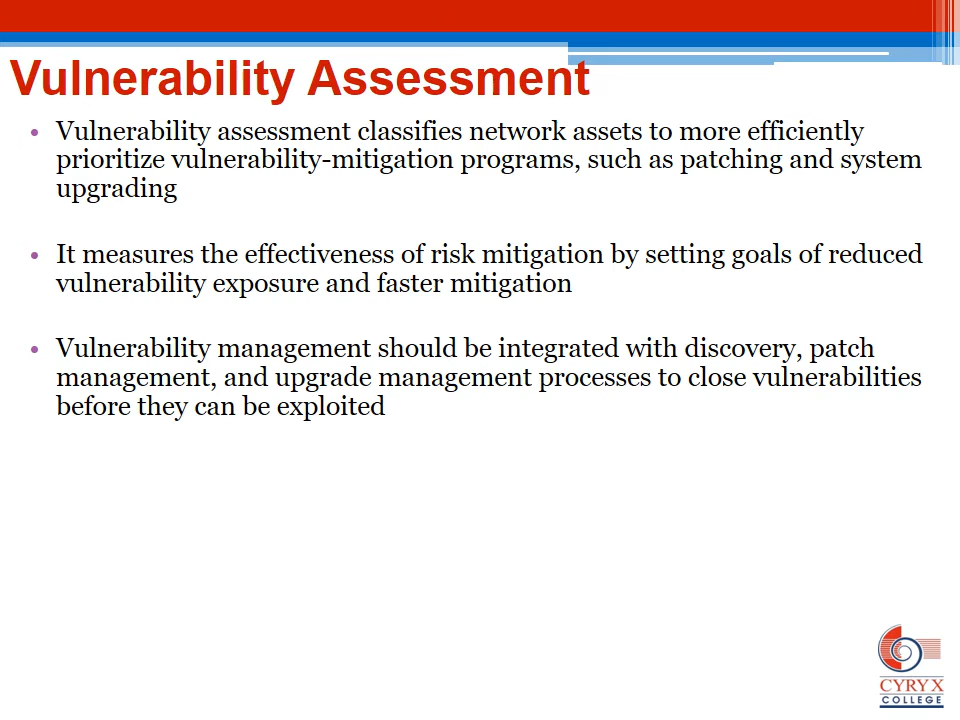 Vulnerability Assessment
• Vulnerability assessment classifies network assets to more efficiently
prioritize vulnerability-mitigation programs, such as patching and system
upgrading
• It measures the effectiveness of risk mitigation by setting goals of reduced
vulnerability exposure and faster mitigation
• Vulnerability management should be integrated with discovery, patch
management, and upgrade management processes to close vulnerabilities
before they can be exploited
CYRYX
COLLEGE